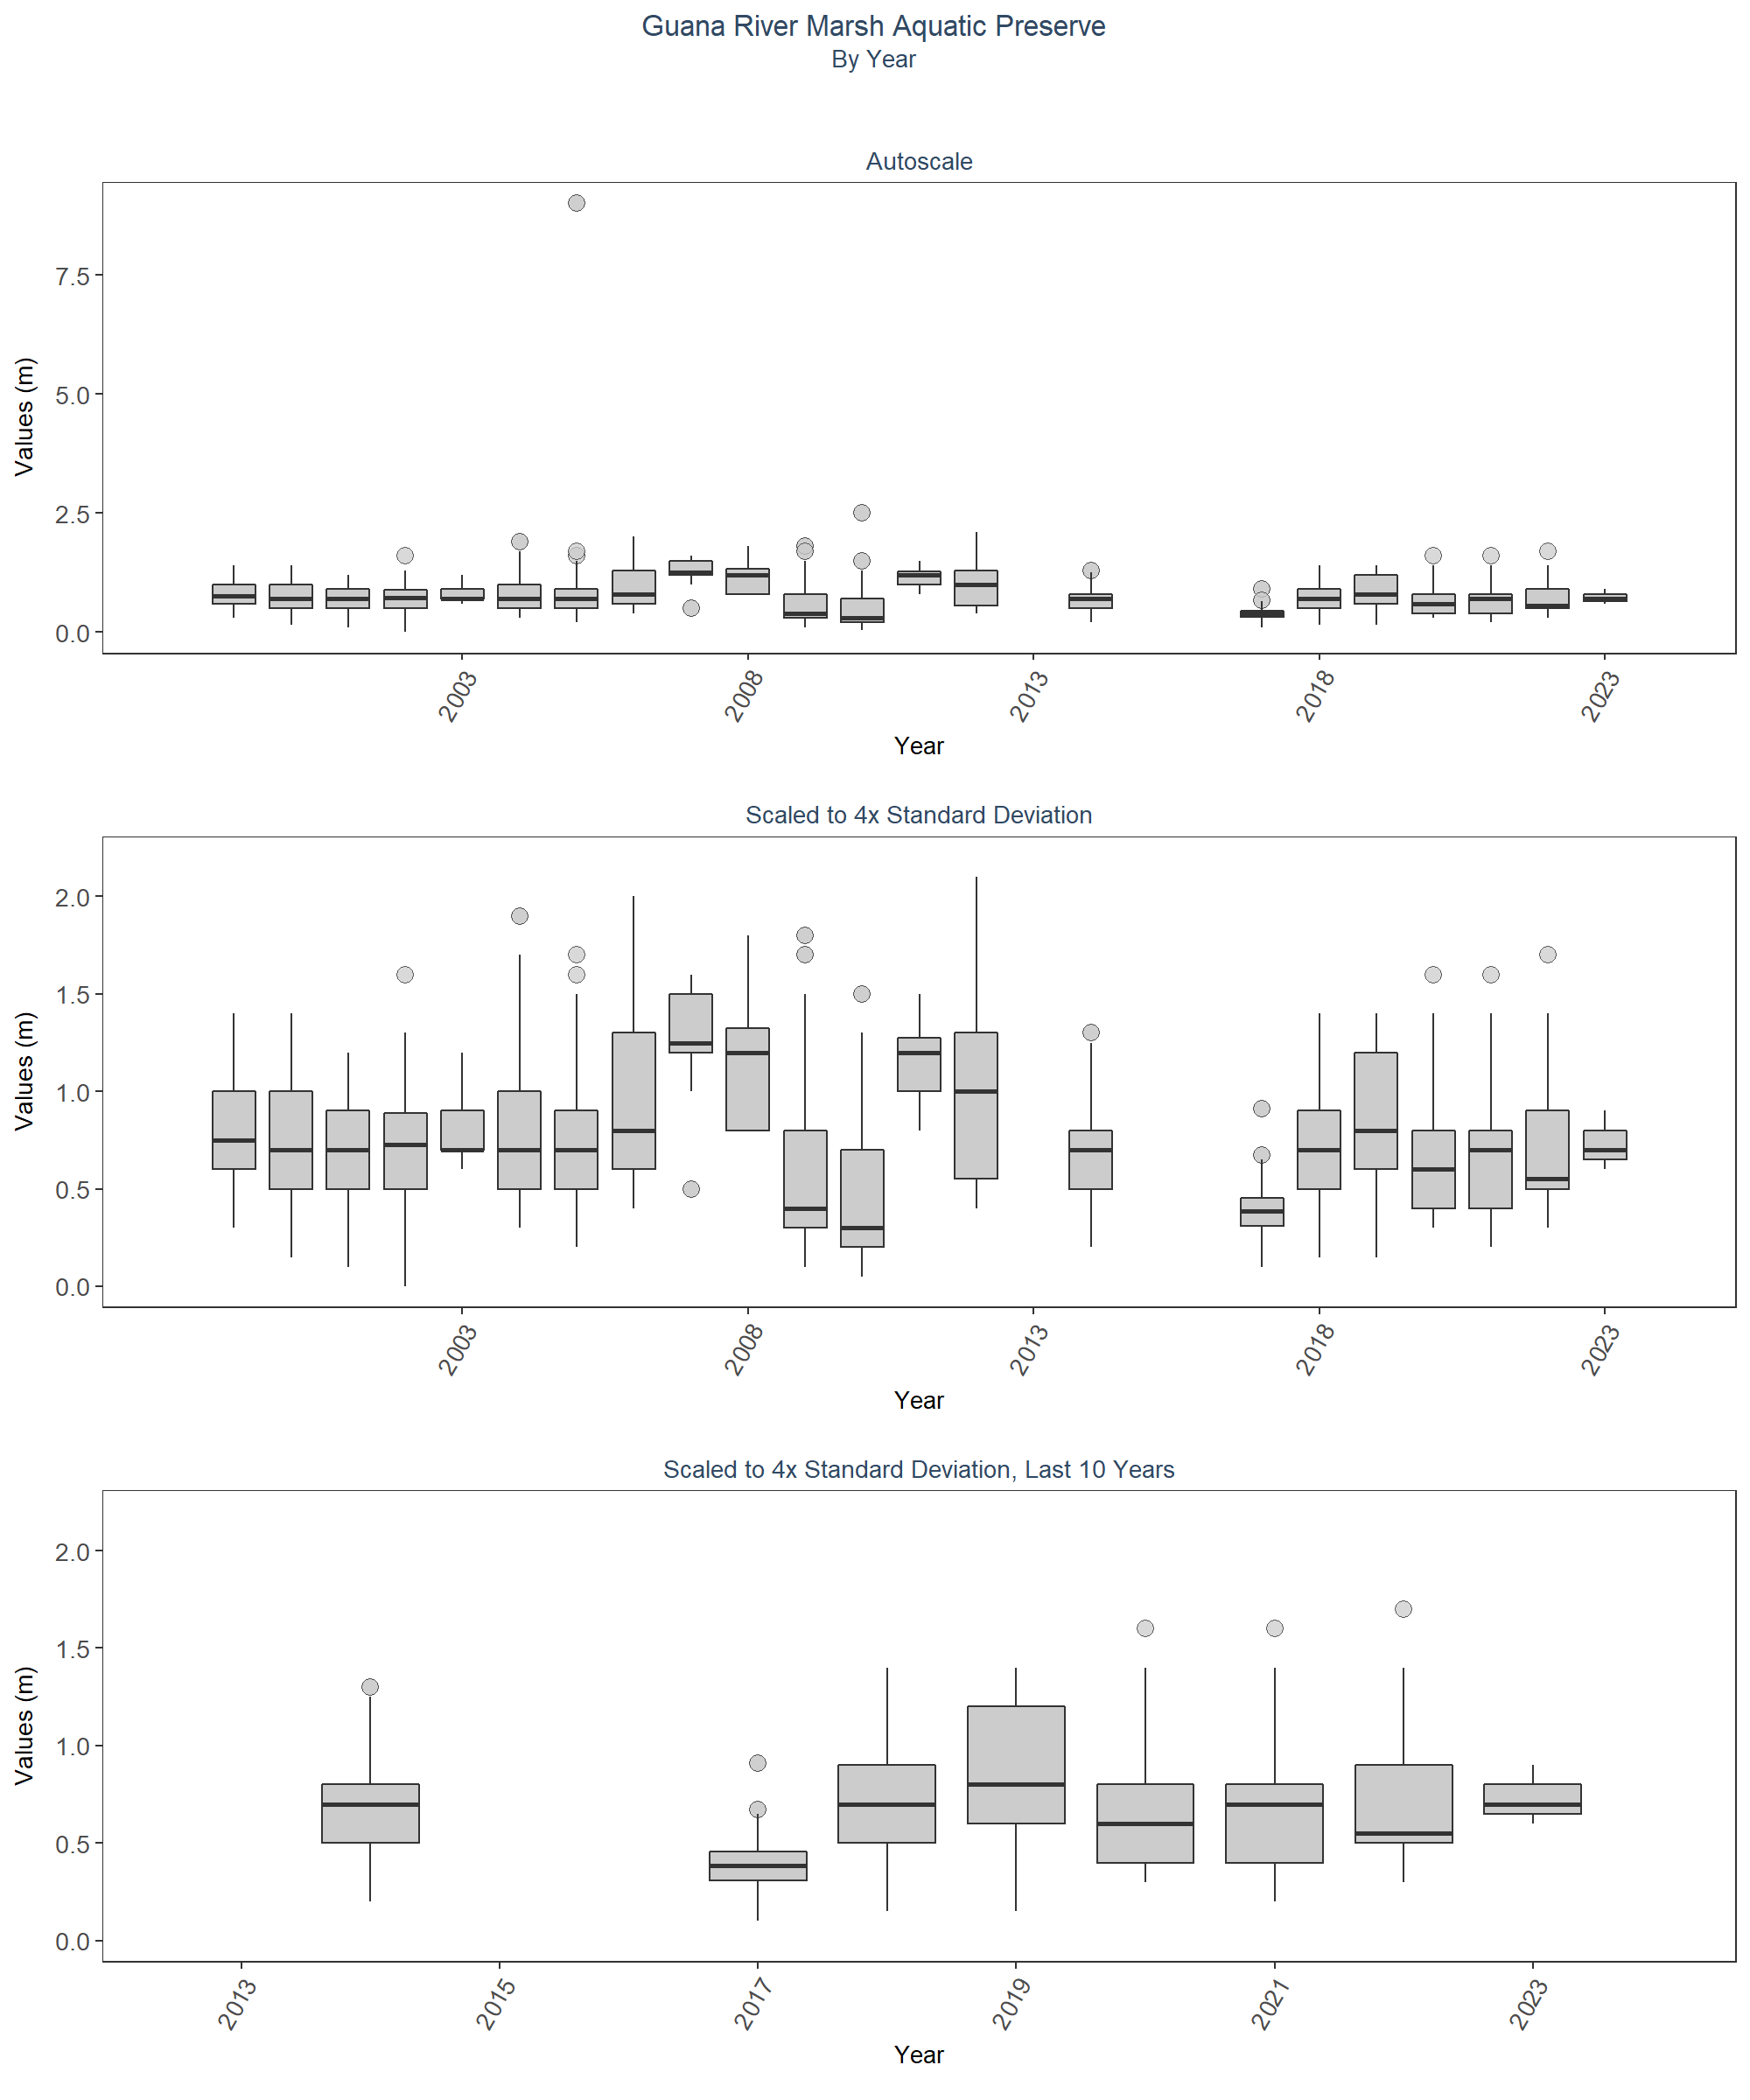 Guana River Marsh Aquatic Preserve
By Year
Autoscale
Values (m)
7.5
5.0
2.5
0.0
2003
2008
2013
2018
2023
Year
Scaled to 4x Standard Deviation
Values (m)
2.0
1.5
1.0
0.5
0.0
2003
2008
2013
2018
2023
Year
Scaled to 4x Standard Deviation, Last 10 Years
Values (m)
2.0
1.5
1.0
0.5
0.0
2013
2015
2017
2019
2021
2023
Year